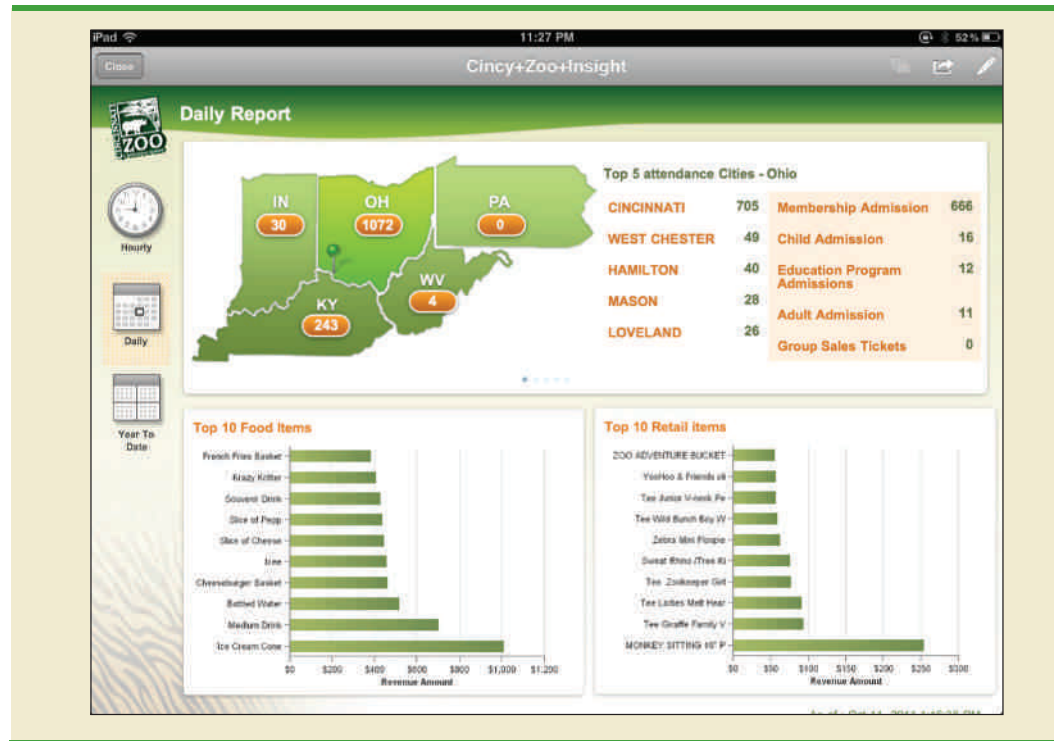 iPad 11:27 PM 52%
Close Cincy+Zoo+Insight
CINCINNATI ZOO
Daily Report
Hourly
Daily
Year To
Date
IN
30
OH
1072
PA
0
WV
4
KY
243
Top 5 attendance Cities - Ohio
CINCINNATI 705
WEST CHESTER 49
HAMILTON 40
MASON 28
LOVELAND 26
Membership Admission 666
Child Admission 16
Education Program 12
Admissions
Adult Admission 11
Group Sales Tickets 0
Top 10 Food Items
French Fries Basket
Krazy Kritter
Souvenir Drink
Slice of Pepp
Slice of Cheese
Icee
Cheeseburger Basket
Bottled Water
Medium Drink
Ice Cream Cone
$0 $200 $400 $600 $800 $1,000 $1,200
Revenue Amount
Top 10 Retail items
ZOO ADVENTURE BUCKET
YooHoo & Friends
Tee Junior V-neck Pe
Tee Wild Bunch Boy W
Zebra Mini
Sweat Rhino /Tree
Tee Zookeeper
Tee Ladies Melt Hear
Tee Giraffe Family V
MONKEY SITTING P
$0 $50 $100 $150 $200 $250 $300
Revenue Amount